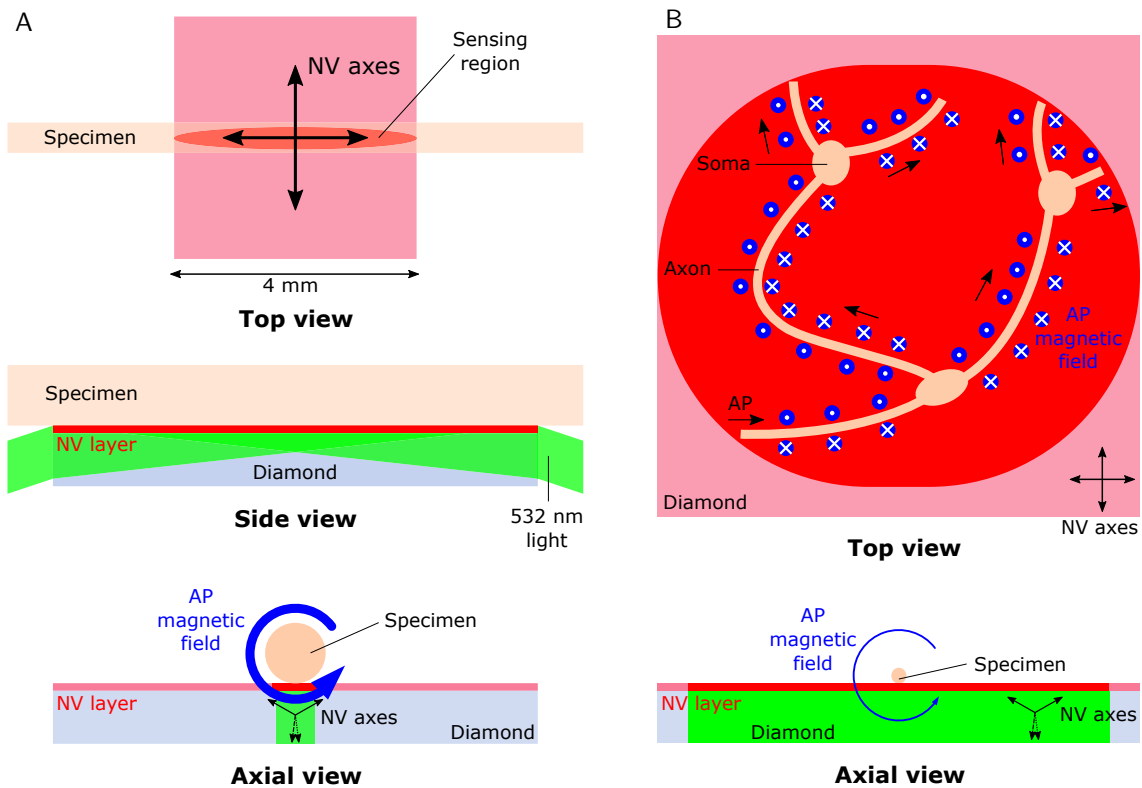 A
NV axes
Sensing
region
Specimen
4 mm
Top view
Specimen
NV layer
Diamond
532 nm
light
Side view
AP
magnetic
field
Specimen
NV layer
NV axes
Diamond
Axial view
B
Soma
Axon
AP
magnetic
field
AP
Diamond
NV axes
Top view
AP
magnetic
field
Specimen
NV layer
NV axes
Diamond
Axial view